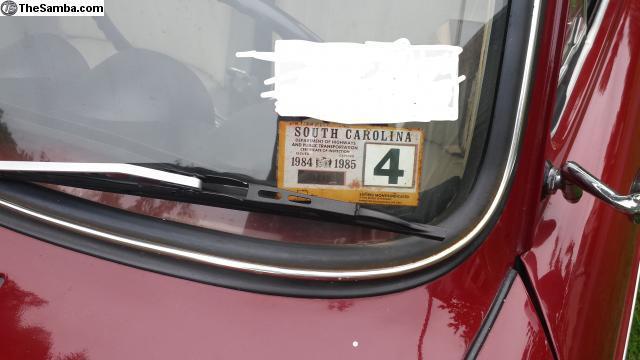 TheSamba.com
SOUTH CAROLINA
DEPARTMENT OF HIGHWAYS
AND PUBLIC TRANSPORTATION
CERTIFICATE OF INSPECTION
1984 1985
4